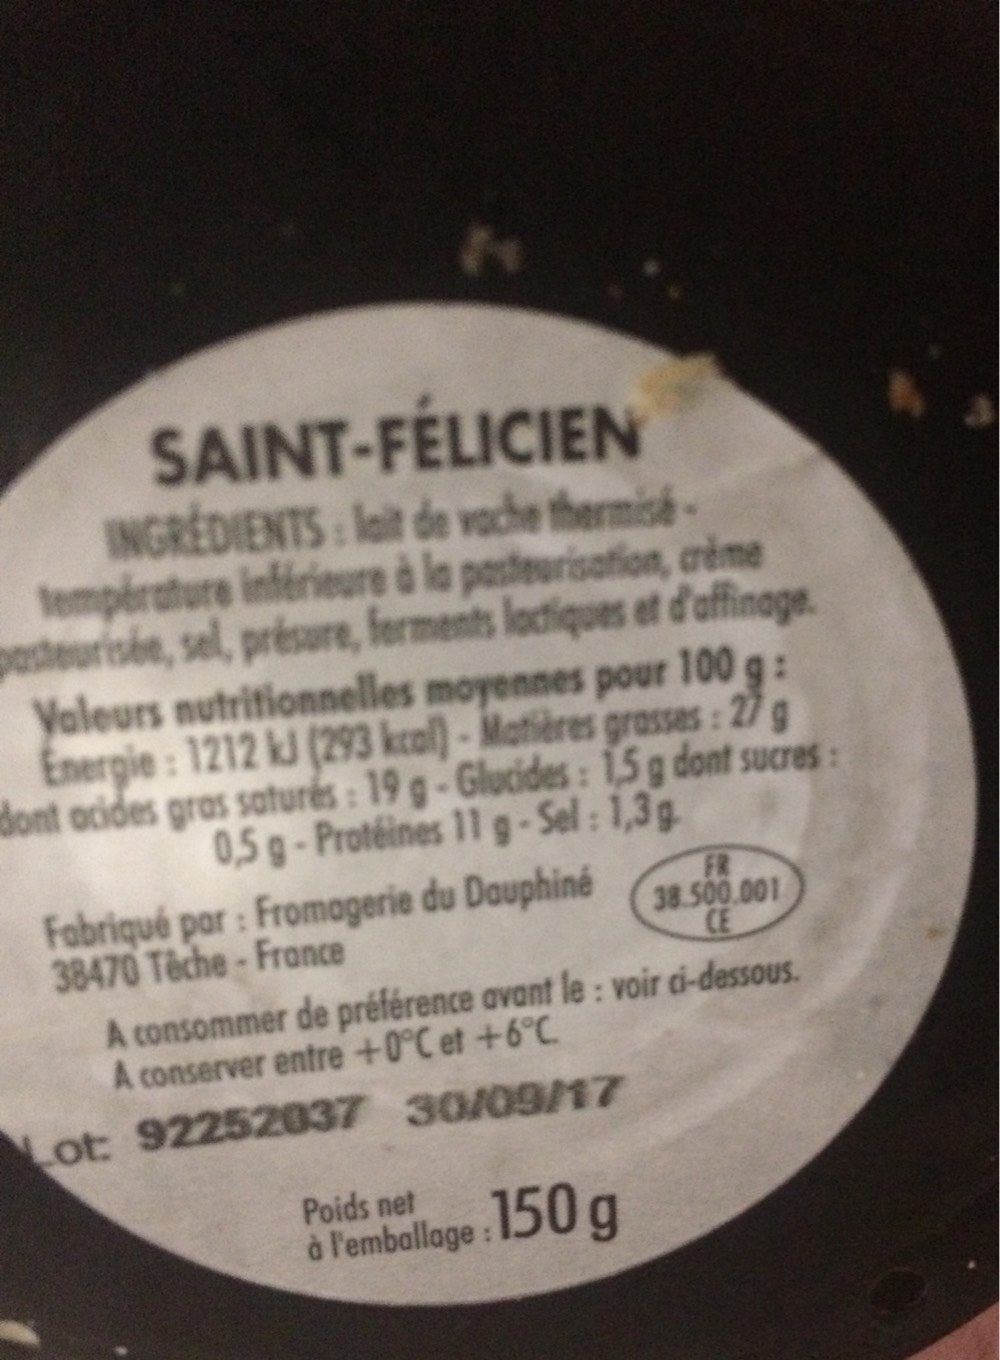 SAINT-FÉLICIEN
INGRÉDIENTS : lait de vache thermisé -
température inférieure à la pasteurisation, crème
pasteurisée, sel, présure, ferments lactiques et d'affinage.
Valeurs nutritionnelles moyennes pour 100 g :
Énergie : 1212 kJ (293 kcal) - Matières grasses : 27 g
dont acides gras saturés : 19 g - Glucides : 1,5 g dont sucres :
0,5 g - Protéines 11 g - Sel : 1,3 g.
Fabriqué par : Fromagerie du Dauphiné
38470 Têche - France
FR
38.500.001
CE
A consommer de préférence avant le : voir ci-dessous.
A conserver entre +0°C et +6°C.
Lot: 92252037 30/09/17
Poids net
à l'emballage : 150 g